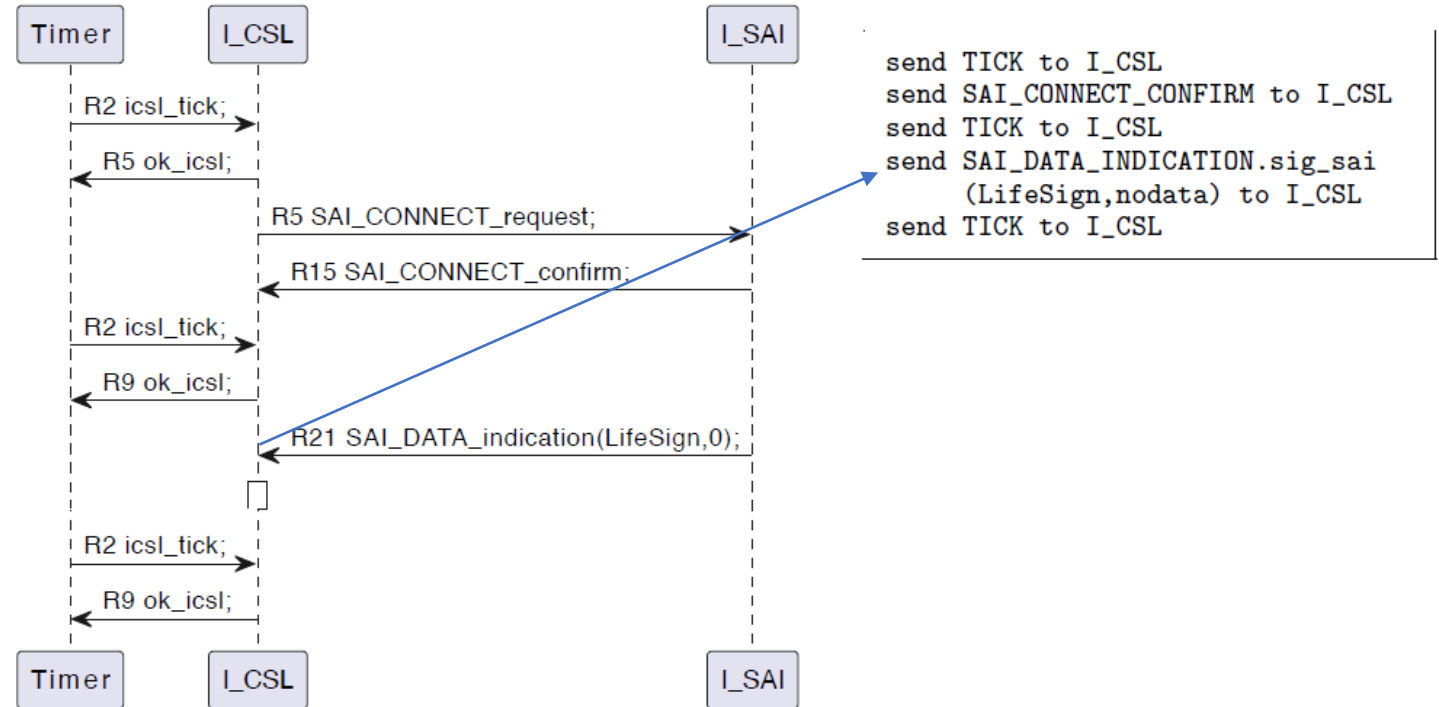 Timer I_CSL I_SAI
R2 icsl_tick;
R5 ok_icsl;
R5 SAI_CONNECT_request;
R15 SAI_CONNECT_confirm;
R2 icsl_tick;
R9 ok_icsl;
R21 SAI_DATA_indication(LifeSign,0);
R2 icsl_tick;
R9 ok_icsl;
Timer I_CSL I_SAI
send TICK to I_CSL
send SAI_CONNECT_CONFIRM to I_CSL
send TICK to I_CSL
send SAI_DATA_INDICATION.sig_sai
(LifeSign,nodata) to I_CSL
send TICK to I_CSL